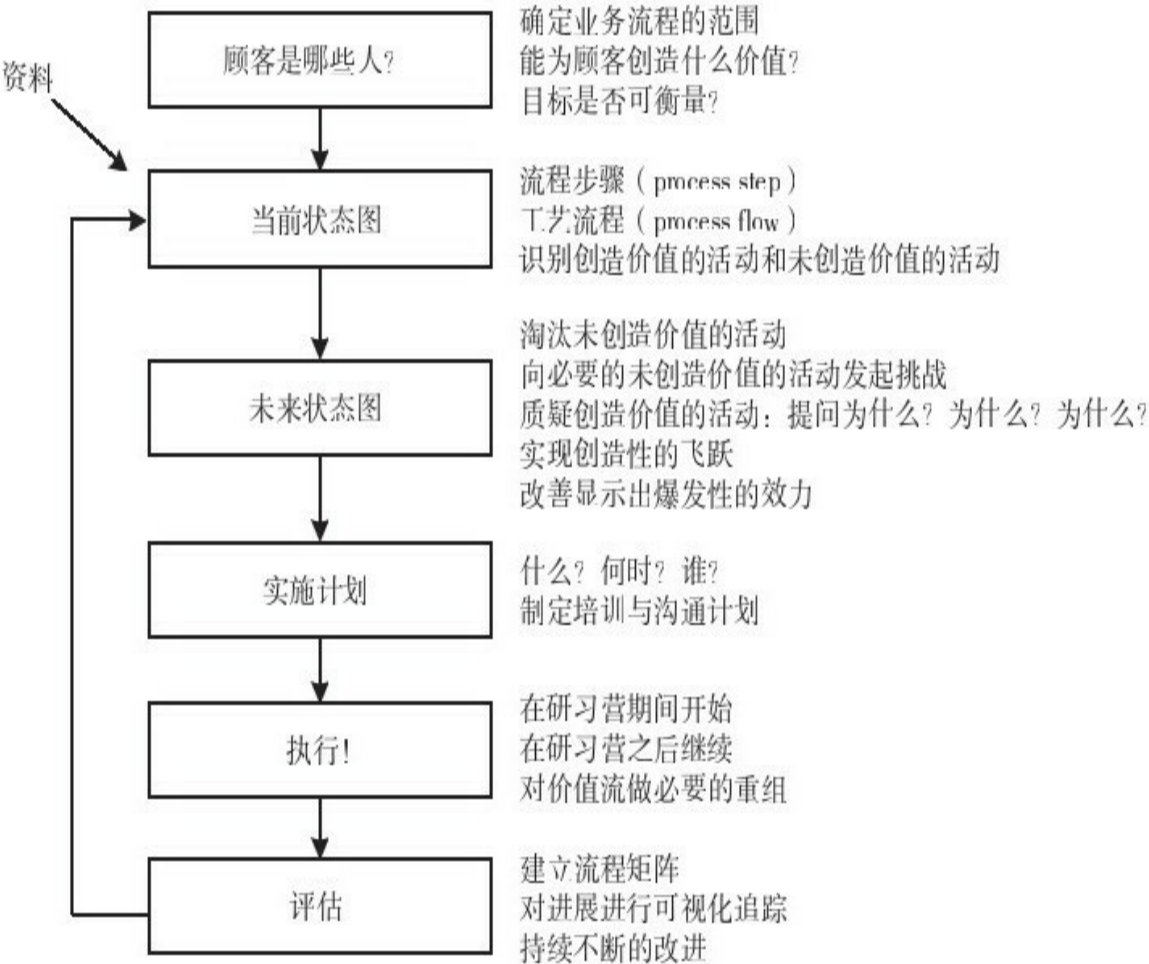 顾客是哪些人？
确定业务流程的范围
能为顾客创造什么价值？
目标是否可衡量？
资料
当前状态图
流程步骤（process step）
工艺流程（process flow）
识别创造价值的活动和未创造价值的活动
未来状态图
淘汰未创造价值的活动
向必要的未创造价值的活动发起挑战
质疑创造价值的活动：提问为什么？为什么？为什么？
实现创造性的飞跃
改善显示出爆发性的效力
实施计划
什么？何时？谁？
制定培训与沟通计划
执行！
在研习营期间开始
在研习营之后继续
对价值流做必要的重组
评估
建立流程矩阵
对进展进行可视化追踪
持续不断的改进